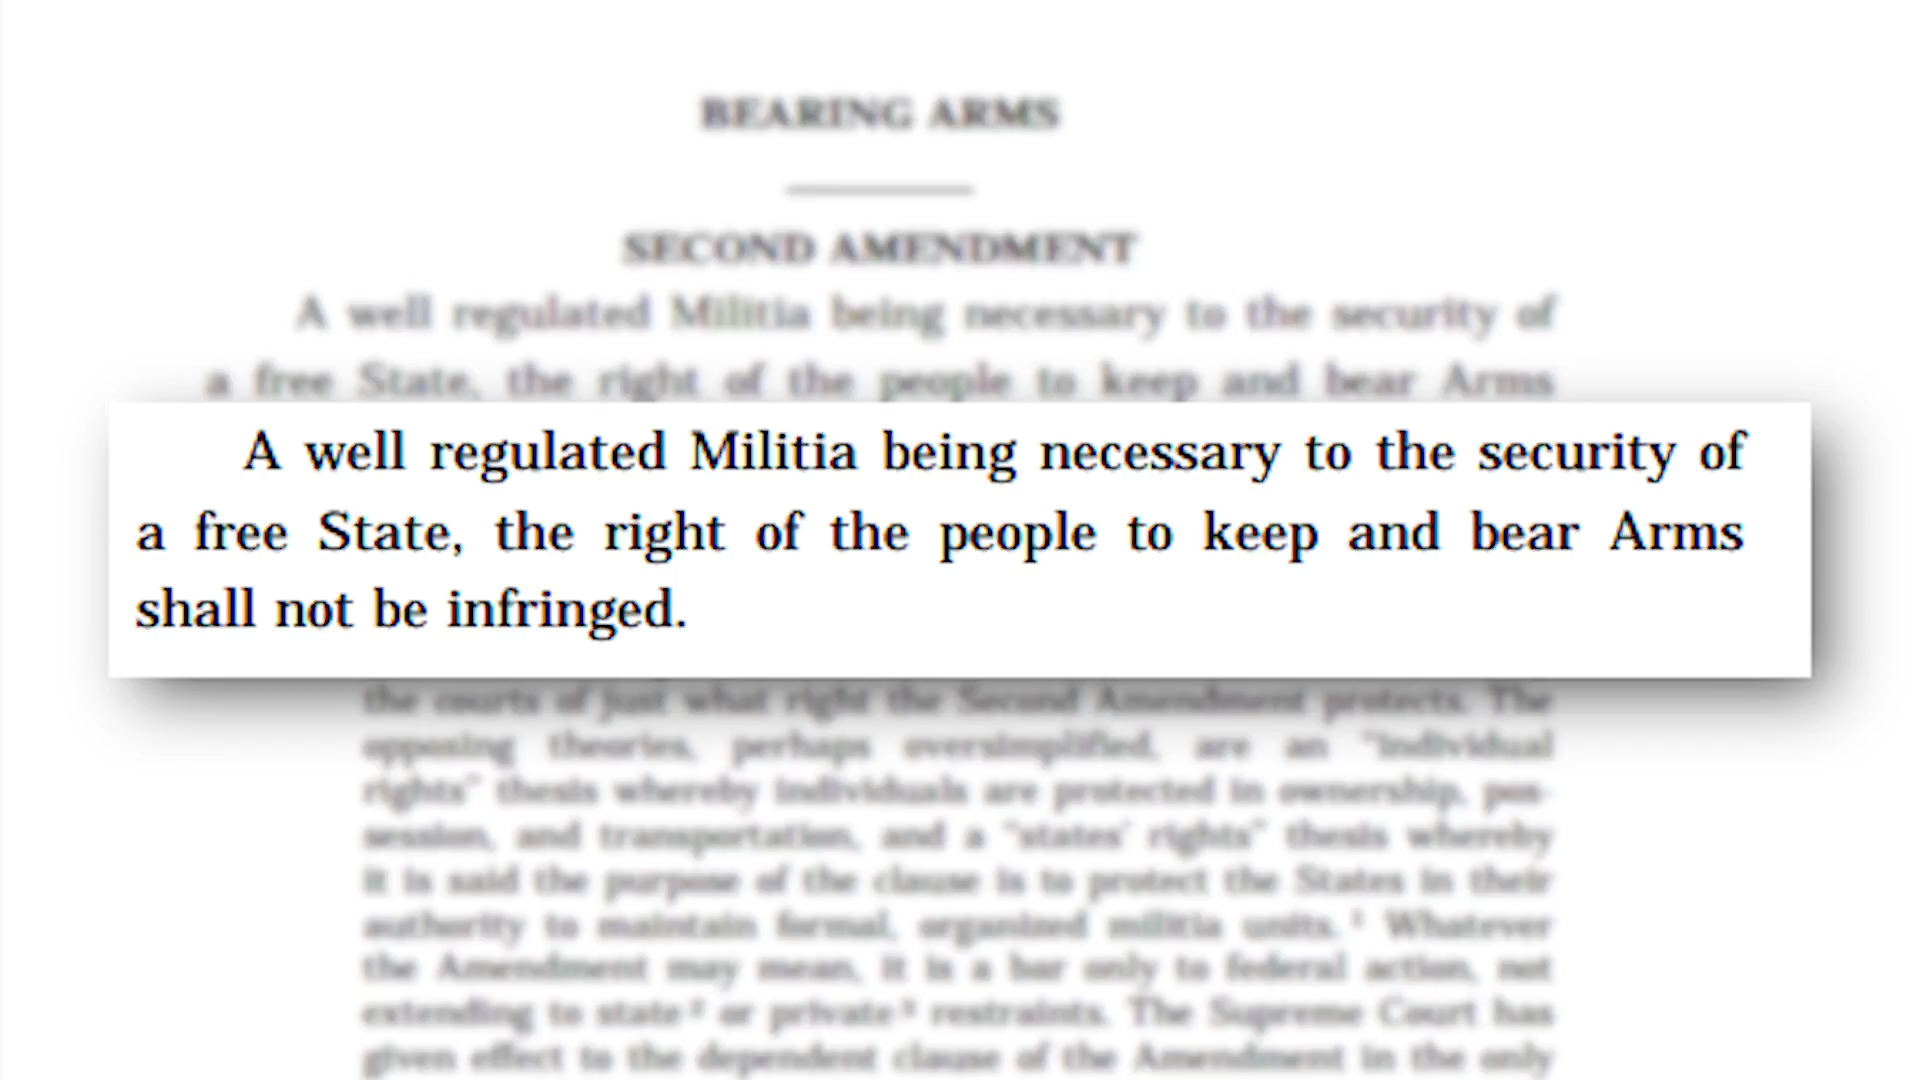 BEARING ARMS
SECOND AMENDMENT
A well regulated Militia being necessary to the security of
a free State, the right of the people to keep and bear Arms
A well regulated Militia being necessary to the security of
a free State, the right of the people to keep and bear Arms
shall not be infringed.
the courts of just what right the Second Amendment protects. The
opposing theories, perhaps oversimplified, are an "individual
rights" thesis whereby individuals are protected in ownership, pos-
session, and transportation, and a "states' rights" thesis whereby
it is said the purpose of the clause is to protect the States in their
authority to maintain formal, organized militia units.¹ Whatever
the Amendment may mean, it is a bar only to federal action, not
extending to state² or private³ restraints. The Supreme Court has
given effect to the dependent clause of the Amendment in the only